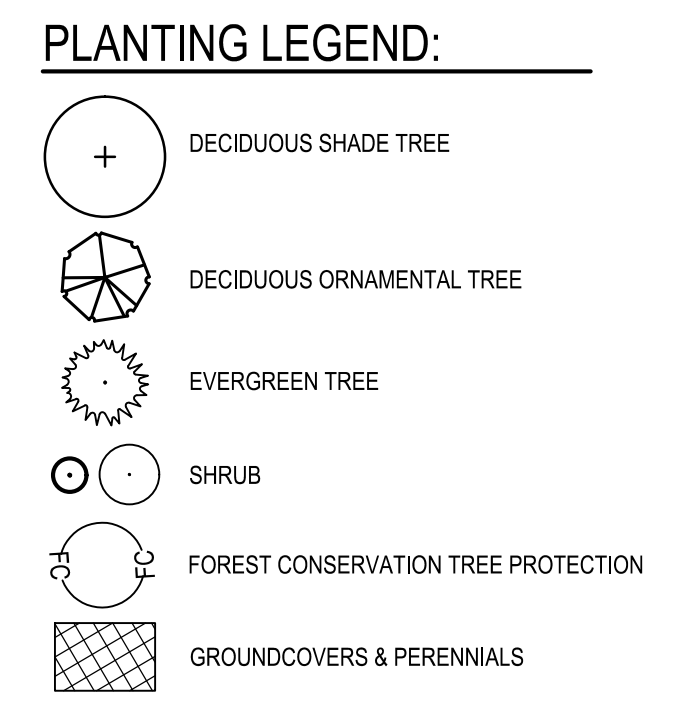 PLANTING LEGEND:
DECIDUOUS SHADE TREE
DECIDUOUS ORNAMENTAL TREE
EVERGREEN TREE
SHRUB
FC FC FOREST CONSERVATION TREE PROTECTION
GROUNDCOVERS & PERENNIALS